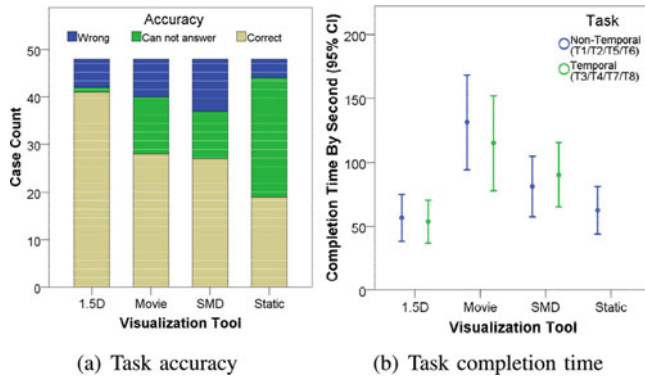 Accuracy
Wrong
Can not answer
Correct
50
40
30
20
10
0
Case Count
1.5D
Movie
SMD
Static
Visualization Tool
(a) Task accuracy
Task
Non-Temporal
(T1/T2/T5/T6)
Temporal
(T3/T4/T7/T8)
200
150
100
50
0
Completion Time By Second (95% CI)
1.5D
Movie
SMD
Static
Visualization Tool
(b) Task completion time